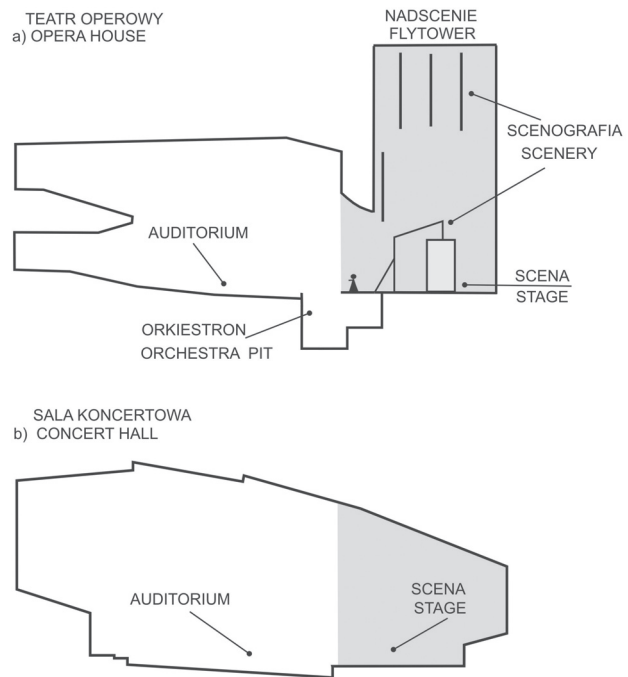 TEATR OPEROWY
a) OPERA HOUSE
NADSCENIE
FLYTOWER
SCENOGRAFIA
SCENERY
AUDITORIUM
SCENA
STAGE
ORKIESTRON
ORCHESTRA PIT
SALA KONCERTOWA
b) CONCERT HALL
AUDITORIUM
SCENA
STAGE